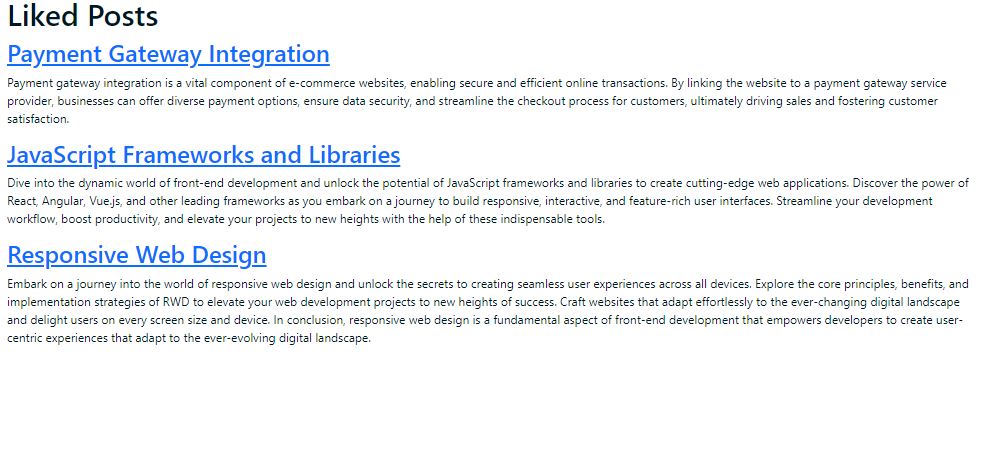 Liked Posts
Payment Gateway Integration
Payment gateway integration is a vital component of e-commerce websites, enabling secure and efficient online transactions. By linking the website to a payment gateway service
provider, businesses can offer diverse payment options, ensure data security, and streamline the checkout process for customers, ultimately driving sales and fostering customer
satisfaction.
JavaScript Frameworks and Libraries
Dive into the dynamic world of front-end development and unlock the potential of JavaScript frameworks and libraries to create cutting-edge web applications. Discover the power of
React, Angular, Vue.js, and other leading frameworks as you embark on a journey to build responsive, interactive, and feature-rich user interfaces. Streamline your development
workflow, boost productivity, and elevate your projects to new heights with the help of these indispensable tools.
Responsive Web Design
Embark on a journey into the world of responsive web design and unlock the secrets to creating seamless user experiences across all devices. Explore the core principles, benefits, and
implementation strategies of RWD to elevate your web development projects to new heights of success. Craft websites that adapt effortlessly to the ever-changing digital landscape
and delight users on every screen size and device. In conclusion, responsive web design is a fundamental aspect of front-end development that empowers developers to create user-
centric experiences that adapt to the ever-evolving digital landscape.